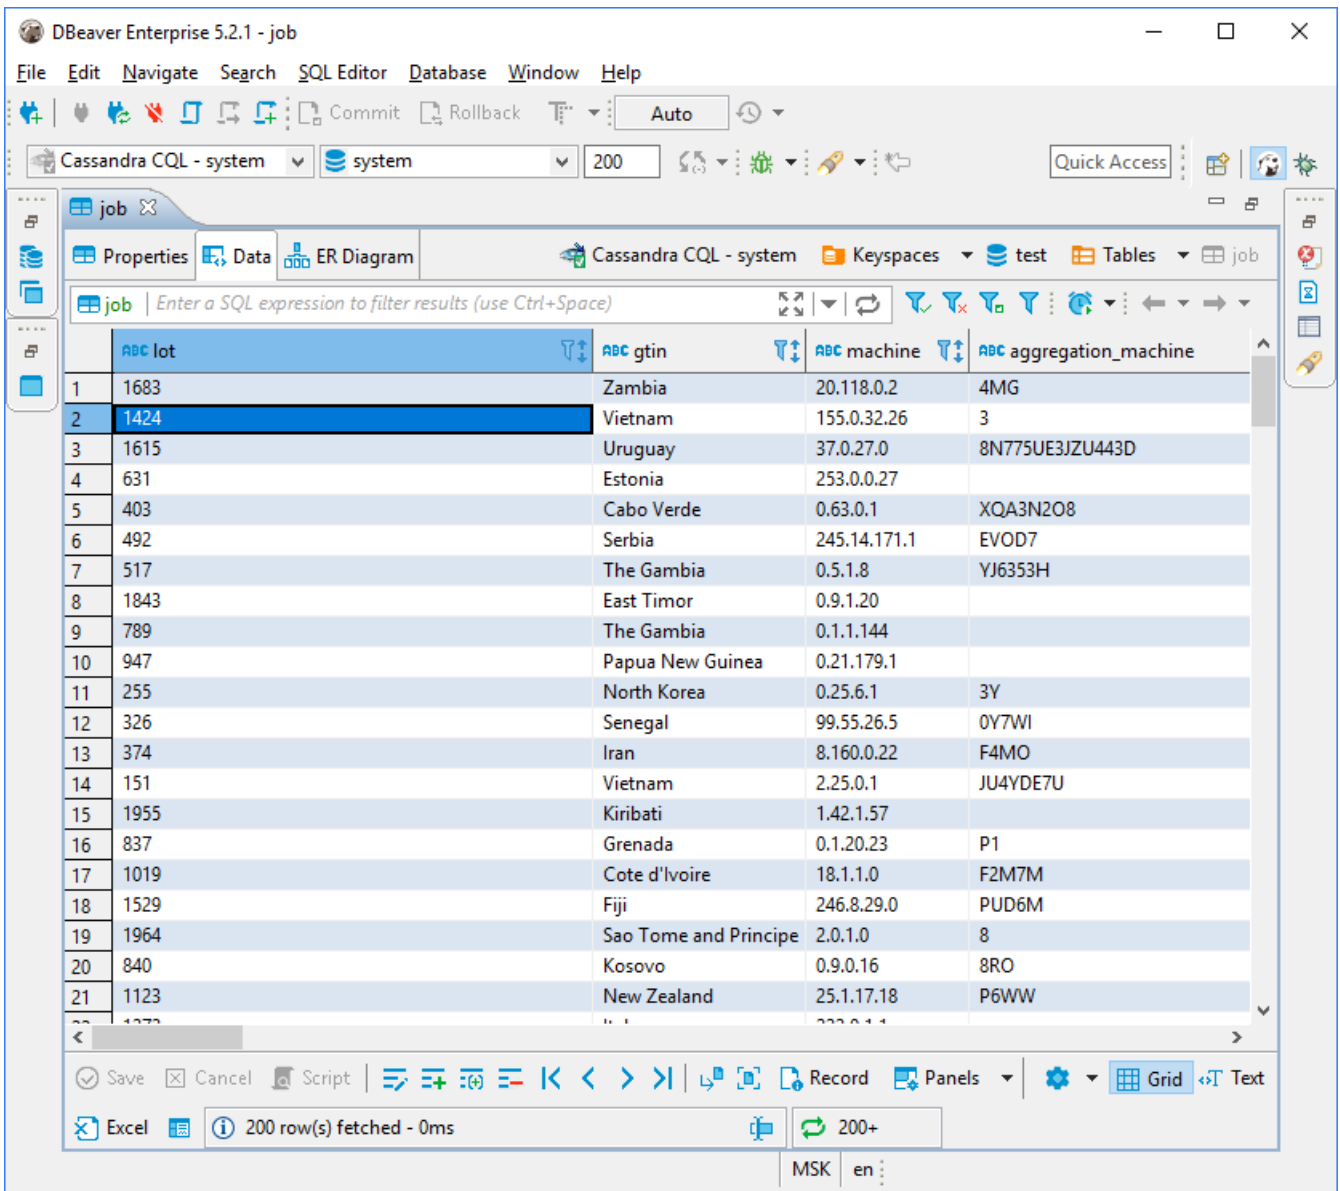 DBeaver Enterprise 5.2.1 - job
File Edit Navigate Search SQL Editor Database Window Help
Commit Rollback Auto
Cassandra CQL - system system 200 Quick Access
job
Properties Data ER Diagram Cassandra CQL - system Keyspaces test Tables job
job Enter a SQL expression to filter results (use Ctrl+Space)
ABC lot ABC gtin ABC machine ABC aggregation_machine
1 1683 Zambia 20.118.0.2 4MG
2 1424 Vietnam 155.0.32.26 3
3 1615 Uruguay 37.0.27.0 8N775UE3JZU443D
4 631 Estonia 253.0.0.27
5 403 Cabo Verde 0.63.0.1 XQA3N2O8
6 492 Serbia 245.14.171.1 EVOD7
7 517 The Gambia 0.5.1.8 YJ6353H
8 1843 East Timor 0.9.1.20
9 789 The Gambia 0.1.1.144
10 947 Papua New Guinea 0.21.179.1
11 255 North Korea 0.25.6.1 3Y
12 326 Senegal 99.55.26.5 0Y7WI
13 374 Iran 8.160.0.22 F4MO
14 151 Vietnam 2.25.0.1 JU4YDE7U
15 1955 Kiribati 1.42.1.57
16 837 Grenada 0.1.20.23 P1
17 1019 Cote d'Ivoire 18.1.1.0 F2M7M
18 1529 Fiji 246.8.29.0 PUD6M
19 1964 Sao Tome and Principe 2.0.1.0 8
20 840 Kosovo 0.9.0.16 8RO
21 1123 New Zealand 25.1.17.18 P6WW
Save Cancel Script Record Panels Grid Text
Excel 200 row(s) fetched - 0ms 200+
MSK en